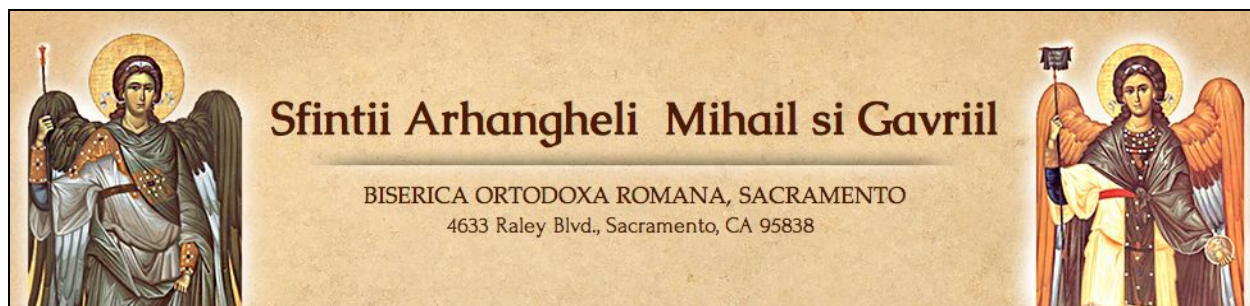 Sfintii Arhangheli Mihail si Gavriil
BISERICA ORTODOXA ROMANA, SACRAMENTO
4633 Raley Blvd., Sacramento, CA 95838